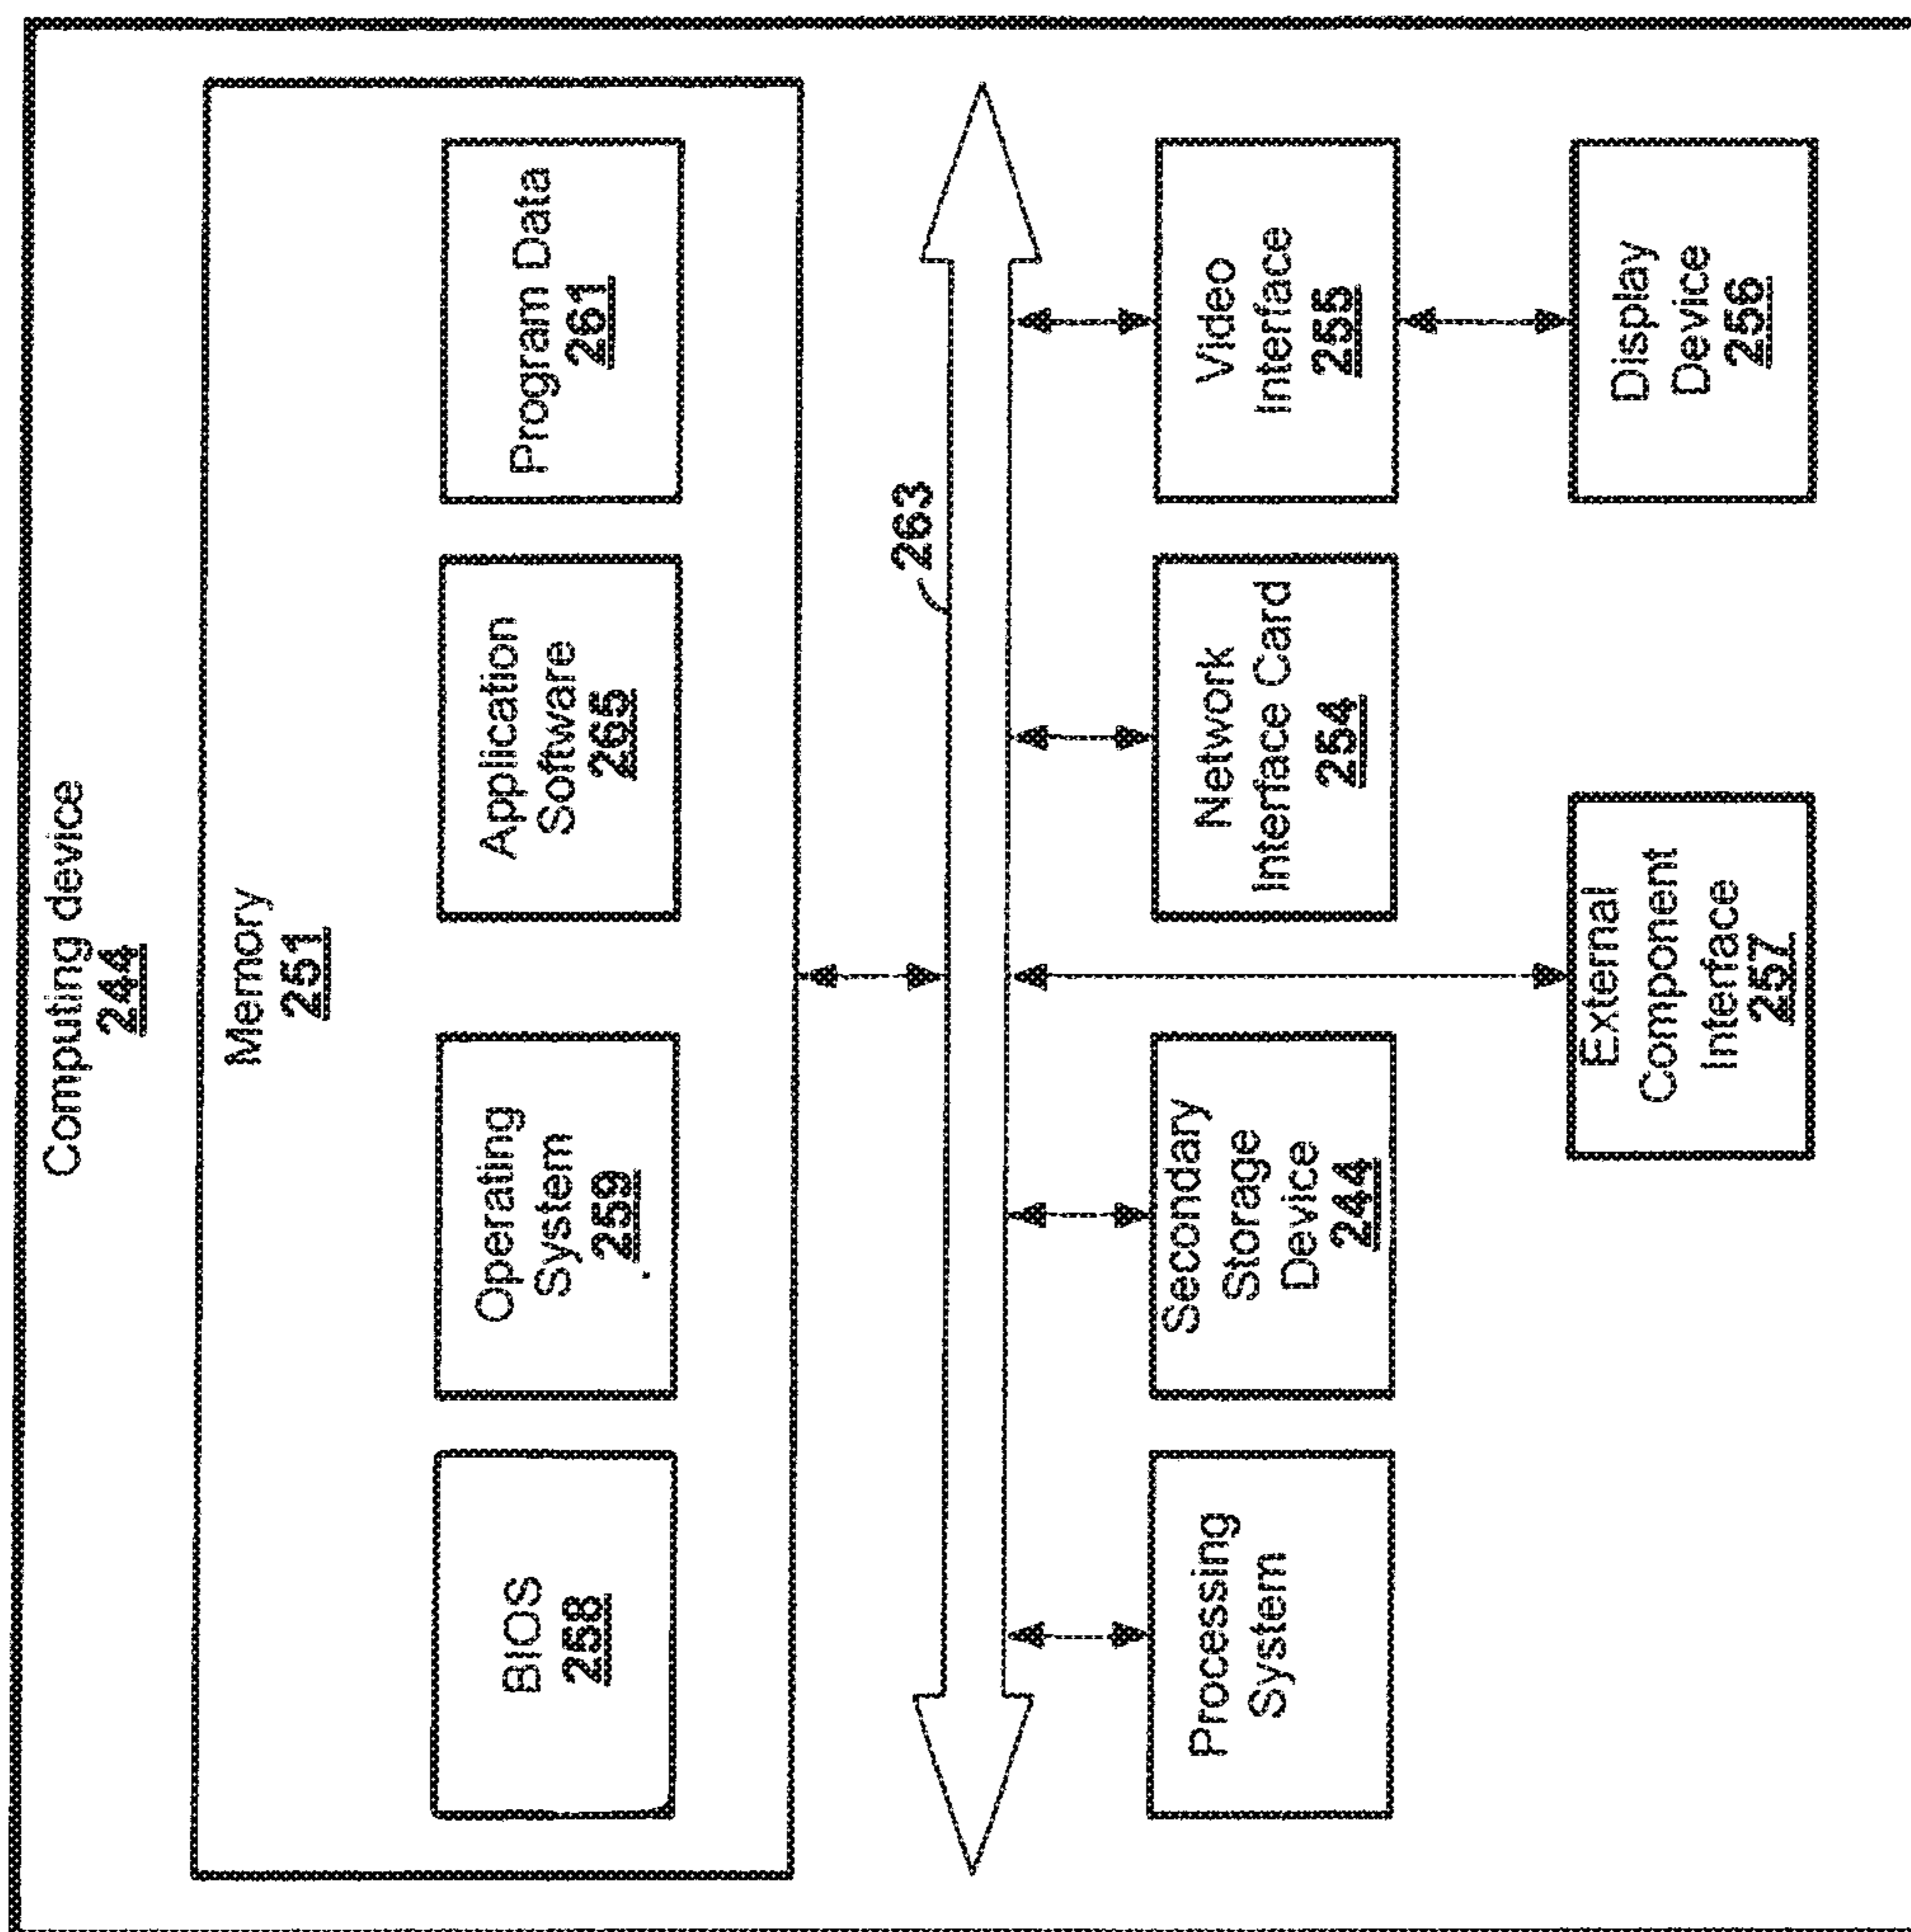 Computing device
244
Memory
251
BIOS
258
Operating
System
259
Application
Software
265
Program Data
261
263
Processing
System
Secondary
Storage
Device
244
Network
Interface Card
254
Video
Interface
255
External
Component
Interface
257
Display
Device
256